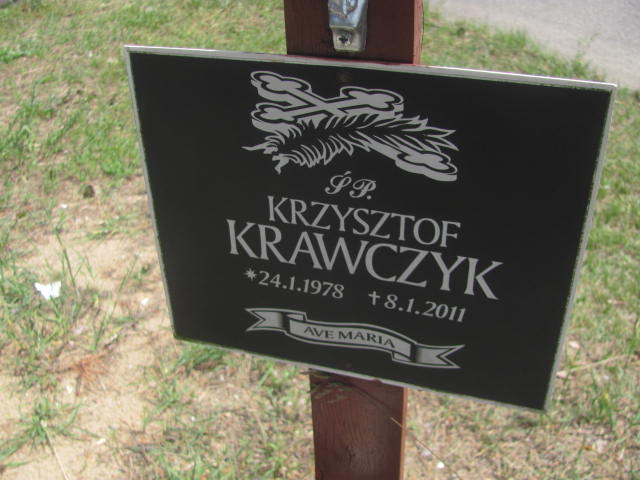 Ś.P.
KRZYSZTOF
KRAWCZYK
*24.1.1978 †8.1.2011
AVE MARIA